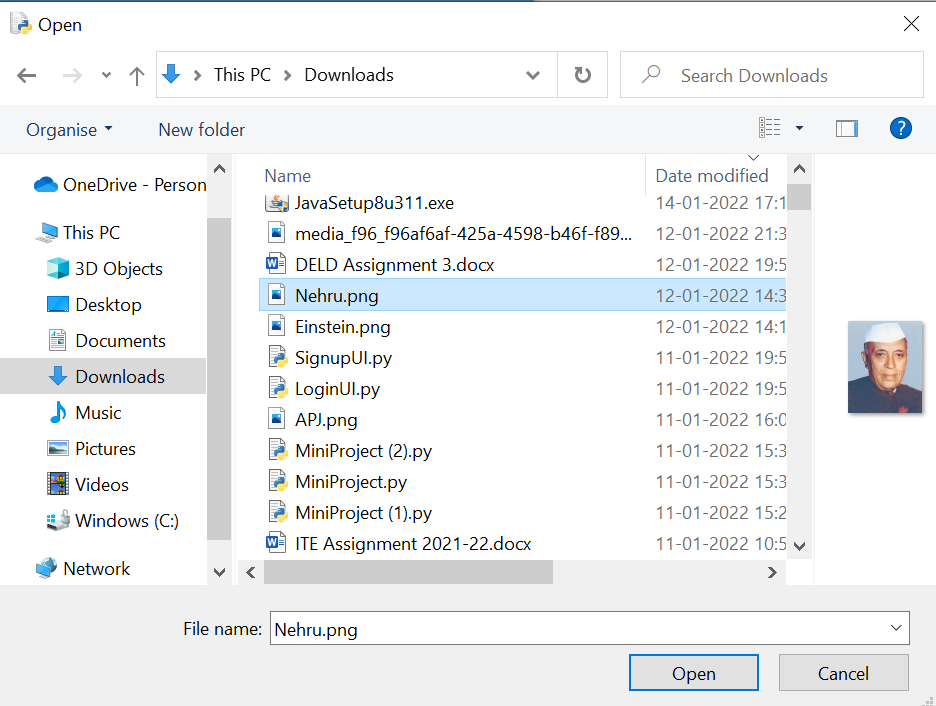 Open
This PC > Downloads
Search Downloads
Organise
New folder
?
OneDrive - Person
This PC
3D Objects
Desktop
Documents
Downloads
Music
Pictures
Videos
Windows (C:)
Network
Name Date modified
JavaSetup8u311.exe 14-01-2022 17:1
media_f96_f96af6af-425a-4598-b46f-f89... 12-01-2022 21:3
DELD Assignment 3.docx 12-01-2022 19:5
Nehru.png 12-01-2022 14:3
Einstein.png 12-01-2022 14:1
SignupUI.py 11-01-2022 19:5
LoginUI.py 11-01-2022 19:5
APJ.png 11-01-2022 16:0
MiniProject (2).py 11-01-2022 15:3
MiniProject.py 11-01-2022 15:3
MiniProject (1).py 11-01-2022 15:2
ITE Assignment 2021-22.docx 11-01-2022 10:5
File name: Nehru.png
Open
Cancel